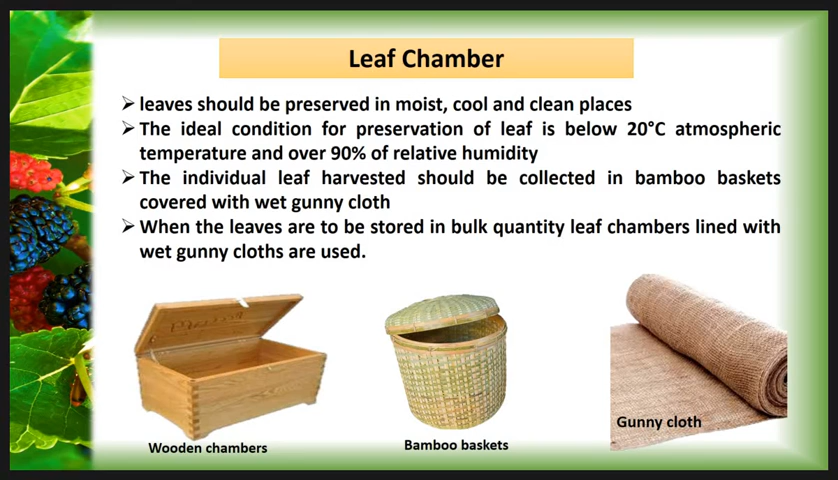 Leaf Chamber
➢ leaves should be preserved in moist, cool and clean places
➢ The ideal condition for preservation of leaf is below 20°C atmospheric
temperature and over 90% of relative humidity
➢ The individual leaf harvested should be collected in bamboo baskets
covered with wet gunny cloth
➢ When the leaves are to be stored in bulk quantity leaf chambers lined with
wet gunny cloths are used.
Gunny cloth
Wooden chambers
Bamboo baskets